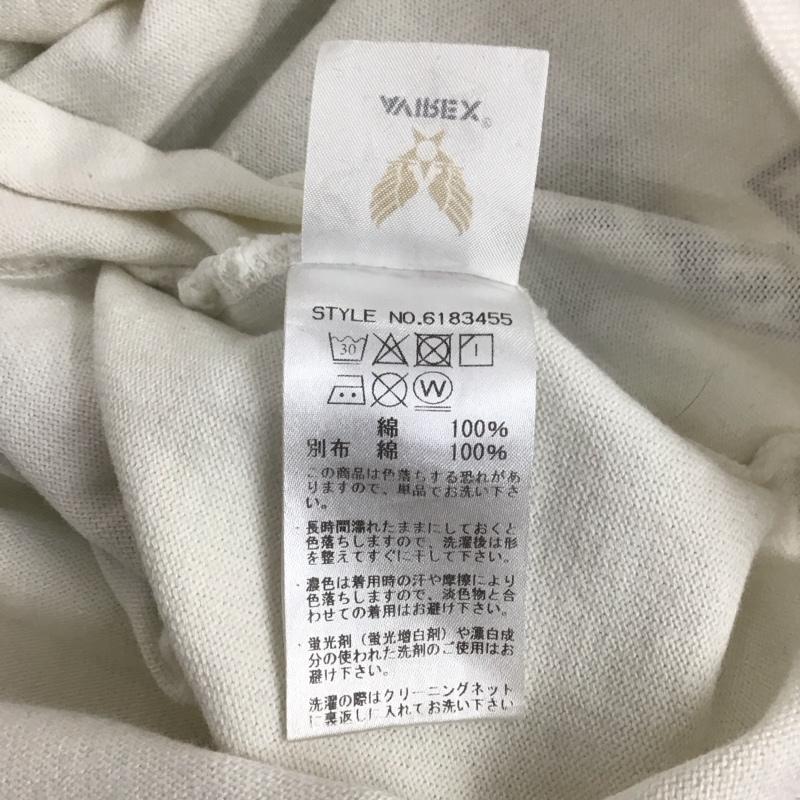 AVIREX
STYLE NO.6183455
30
W
綿 100%
別布 綿 100%
この商品は色落ちする恐れがあ
りますので、単品でお洗い下さ
い。
・長時間濡れたままにしておくと
色落ちしますので、洗濯後は形
を整えてすぐに干して下さい。
・濃色は着用時の汗や摩擦により
色落ちしますので、淡色物と合
わせての着用はお避け下さい。
・蛍光剤（蛍光増白剤）や漂白成
分の使われた洗剤のご使用はお
避け下さい。
洗濯の際はクリーニングネット
に裏返しに入れてお洗い下さい